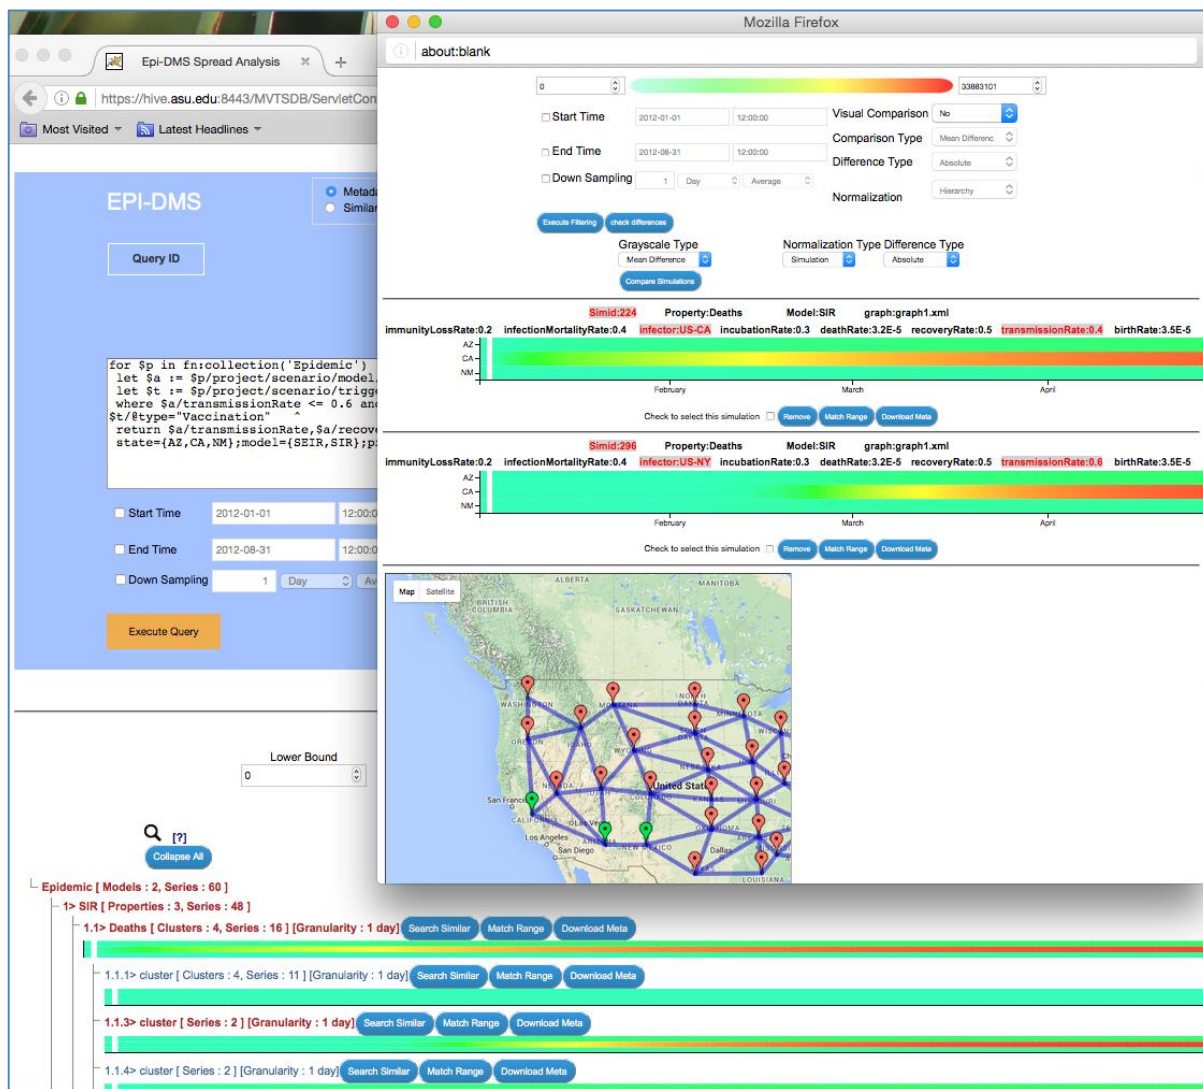 Mozilla Firefox
about:blank
Epi-DMS Spread Analysis
https://hive.asu.edu:8443/MVTSDB/ServletCon
Most Visited
Latest Headlines
0
33883101
Start Time
2012-01-01
12:00:00
Visual Comparison
No
Comparison Type
Mean Differenc
End Time
2012-08-31
12:00:00
Difference Type
Absolute
Down Sampling
1
Day
Average
Normalization
Hierarchy
Execute Filtering
check differences
Grayscale Type
Normalization Type
Difference Type
Mean Difference
Simulation
Absolute
Compare Simulations
Simid:224 Property:Deaths Model:SIR graph:graph1.xml
immunityLossRate:0.2 infectionMortalityRate:0.4 infector:US-CA incubationRate:0.3 deathRate:3.2E-5 recoveryRate:0.5 transmissionRate:0.4 birthRate:3.5E-5
AZ
CA
NM
February March April
Check to select this simulation
Remove
Match Range
Download Meta
Simid:296 Property:Deaths Model:SIR graph:graph1.xml
immunityLossRate:0.2 infectionMortalityRate:0.4 infector:US-NY incubationRate:0.3 deathRate:3.2E-5 recoveryRate:0.5 transmissionRate:0.6 birthRate:3.5E-5
AZ
CA
NM
February March April
Check to select this simulation
Remove
Match Range
Download Meta
Map
Satellite
ALBERTA
MANITOBA
BRITISH
COLUMBIA
SASKATCHEWAN
WASHINGTON
NORTH
DAKOTA
United Stat
San Francis
CALIFORNIA
Los Angeles
San Diego
Dallas
LOUISIANA
EPI-DMS
Metada
Similar
Query ID
for $p in fn:collection('Epidemic')
let $a := $p/project/scenario/model,
let $t := $p/project/scenario/trigge
where $a/transmissionRate <= 0.6 and
$t/@type="Vaccination" ^
return $a/transmissionRate,$a/recove
state={AZ,CA,NM};model={SEIR,SIR};p
Start Time
2012-01-01
12:00:0
End Time
2012-08-31
12:00:0
Down Sampling
1
Day
Av
Execute Query
Lower Bound
0
[?]
Collapse All
Epidemic [ Models : 2, Series : 60 ]
1> SIR [ Properties : 3, Series : 48 ]
1.1> Deaths [ Clusters : 4, Series : 16 ] [Granularity : 1 day] Search Similar Match Range Download Meta
1.1.1> cluster [ Clusters : 4, Series : 11 ] [Granularity : 1 day] Search Similar Match Range Download Meta
1.1.3> cluster [ Series : 2 ] [Granularity : 1 day] Search Similar Match Range Download Meta
1.1.4> cluster [ Series : 2 ] [Granularity : 1 day] Search Similar Match Range Download Meta